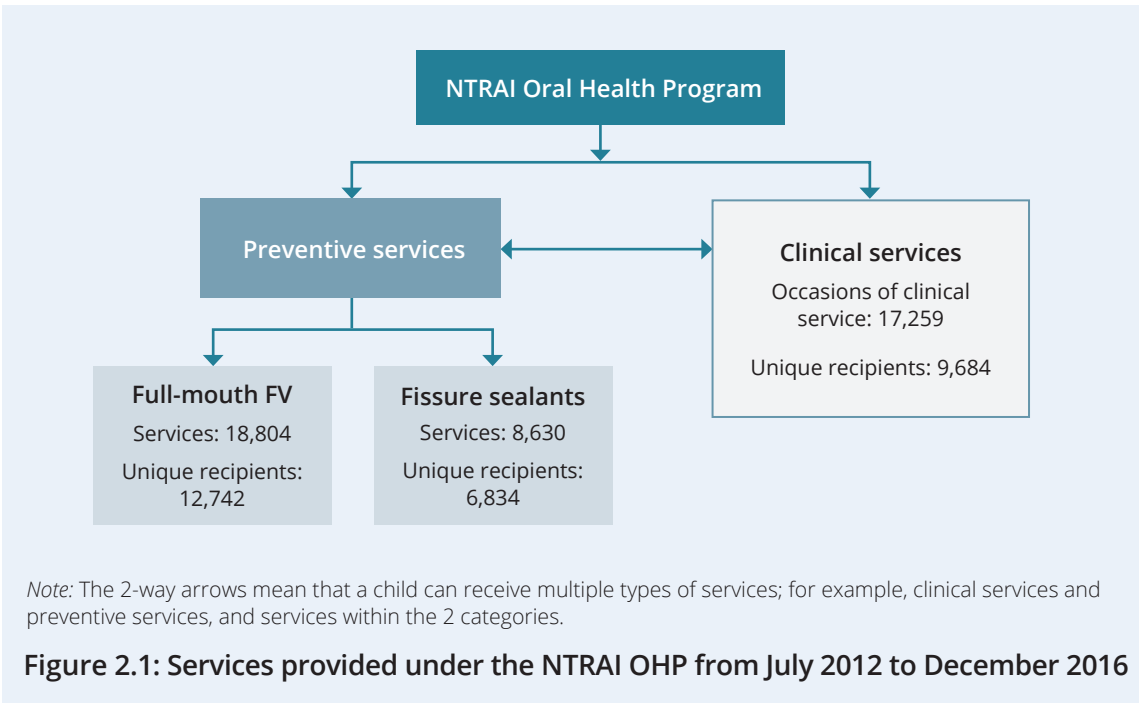 NTRAI Oral Health Program
Preventive services
Clinical services
Occasions of clinical
service: 17,259
Unique recipients: 9,684
Full-mouth FV
Services: 18,804
Unique recipients:
12,742
Fissure sealants
Services: 8,630
Unique recipients:
6,834
Note: The 2-way arrows mean that a child can receive multiple types of services; for example, clinical services and
preventive services, and services within the 2 categories.
Figure 2.1: Services provided under the NTRAI OHP from July 2012 to December 2016